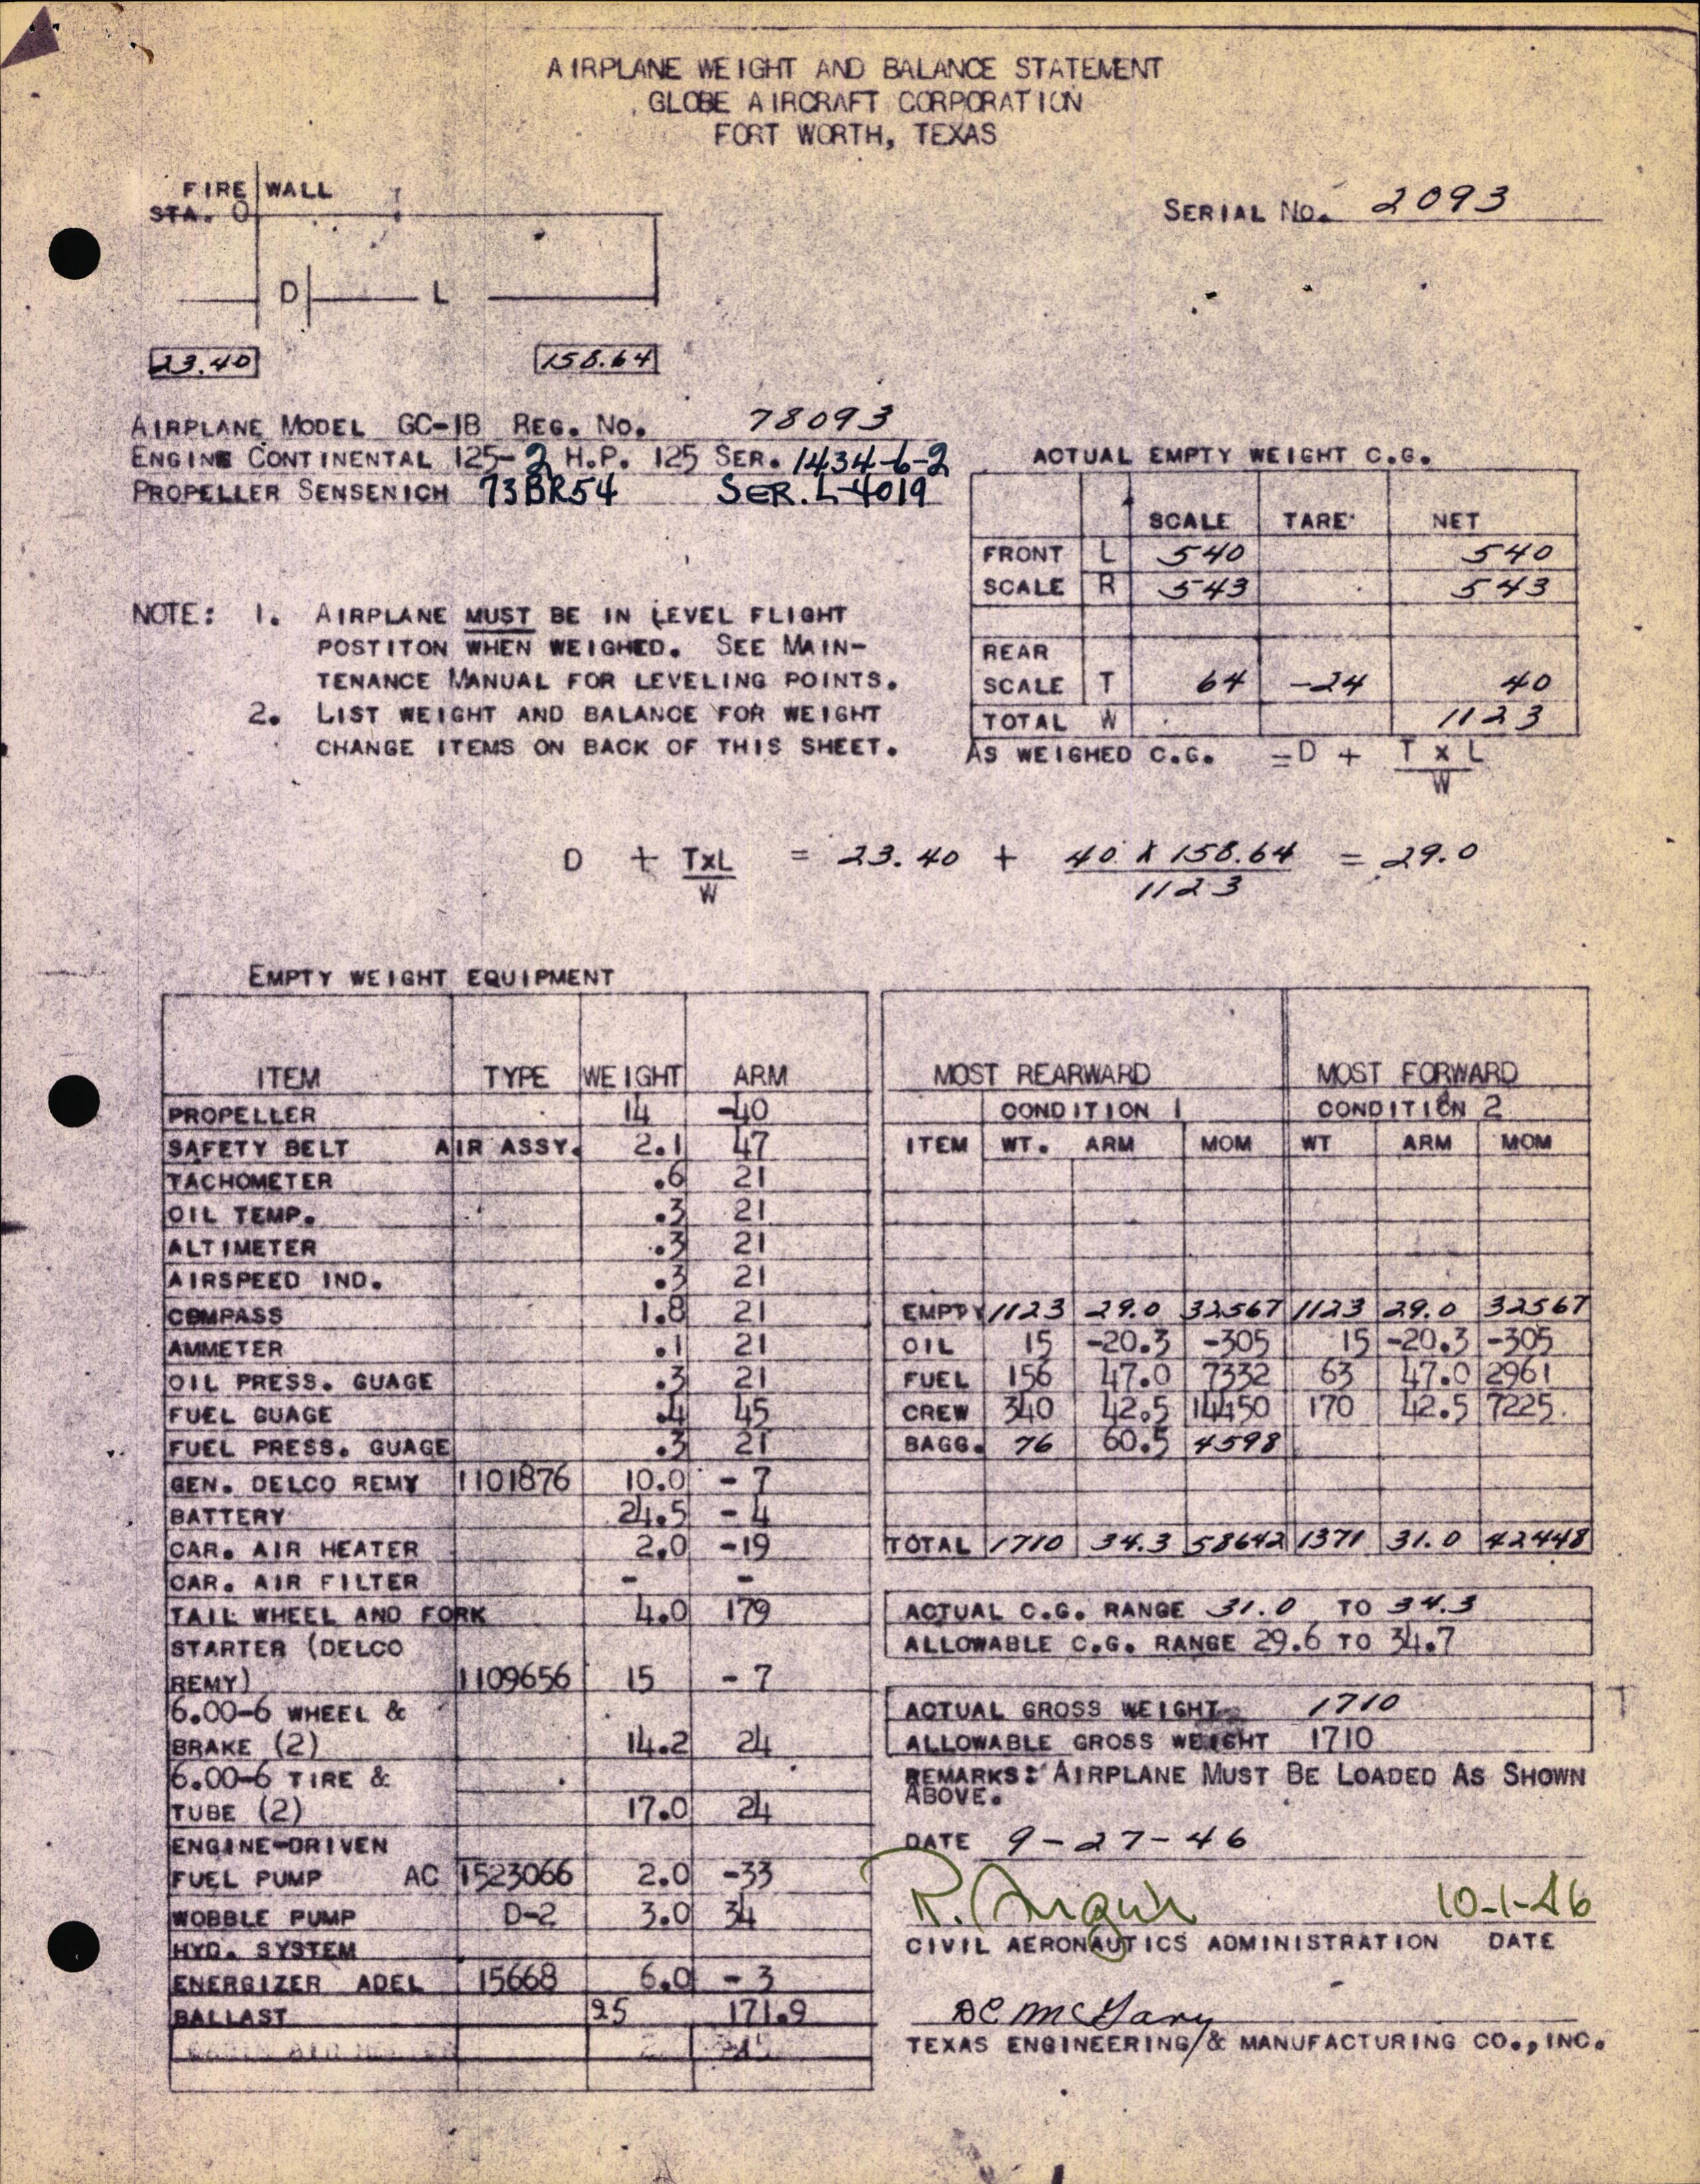 AIRPLANE WEIGHT AND BALANCE STATEMENT
GLOBE AIRCRAFT CORPORATION
FORT WORTH, TEXAS
FIRE WALL
STA. 0
SERIAL NO. 2093
D L
23.40 158.64
AIRPLANE MODEL GC-1B REG. NO. 78093
ENGINE CONTINENTAL 125-2 H.P. 125 SER. 1434-6-2
PROPELLER SENSENICH 73BR54 SER. L-4019
ACTUAL EMPTY WEIGHT C.G.
SCALE TARE NET
FRONT L 540 540
SCALE R 543 543
REAR
SCALE T 64 -24 40
TOTAL W 1123
AS WEIGHED C.G. =D + T x L
W
NOTE: 1. AIRPLANE MUST BE IN LEVEL FLIGHT
POSTITON WHEN WEIGHED. SEE MAIN-
TENANCE MANUAL FOR LEVELING POINTS.
2. LIST WEIGHT AND BALANCE FOR WEIGHT
CHANGE ITEMS ON BACK OF THIS SHEET.
D + TxL = 23.40 + 40 X 158.64 = 29.0
W 1123
EMPTY WEIGHT EQUIPMENT
ITEM TYPE WEIGHT ARM
PROPELLER 14 -40
SAFETY BELT AIR ASSY. 2.1 47
TACHOMETER .6 21
OIL TEMP. .3 21
ALTIMETER .3 21
AIRSPEED IND. .3 21
COMPASS 1.8 21
AMMETER .1 21
OIL PRESS. GUAGE .3 21
FUEL GUAGE .4 45
FUEL PRESS. GUAGE .3 21
GEN. DELCO REMY 1101876 10.0 - 7
BATTERY 24.5 - 4
CAR. AIR HEATER 2.0 -19
CAR. AIR FILTER - -
TAIL WHEEL AND FORK 4.0 179
STARTER (DELCO
REMY) 1109656 15 - 7
6.00-6 WHEEL &
BRAKE (2) 14.2 24
6.00-6 TIRE &
TUBE (2) 17.0 24
ENGINE-DRIVEN
FUEL PUMP AC 1523066 2.0 -33
WOBBLE PUMP D-2 3.0 34
HYD. SYSTEM
ENERGIZER ADEL 15668 6.0 - 3
BALLAST 25 171.9
MOST REARWARD MOST FORWARD
CONDITION 1 CONDITION 2
ITEM WT. ARM MOM WT ARM MOM
EMPTY 1123 29.0 32567 1123 29.0 32567
OIL 15 -20.3 -305 15 -20.3 -305
FUEL 156 47.0 7332 63 47.0 2961
CREW 340 42.5 14450 170 42.5 7225.
BAGG. 76 60.5 4598
TOTAL 1710 34.3 58642 1371 31.0 42448
ACTUAL C.G. RANGE 31.0 TO 34.3
ALLOWABLE C.G. RANGE 29.6 TO 34.7
ACTUAL GROSS WEIGHT 1710
ALLOWABLE GROSS WEIGHT 1710
REMARKS: AIRPLANE MUST BE LOADED AS SHOWN
ABOVE.
DATE 9-27-46
R. 10-1-46
CIVIL AERONAUTICS ADMINISTRATION DATE
TEXAS ENGINEERING & MANUFACTURING CO., INC.